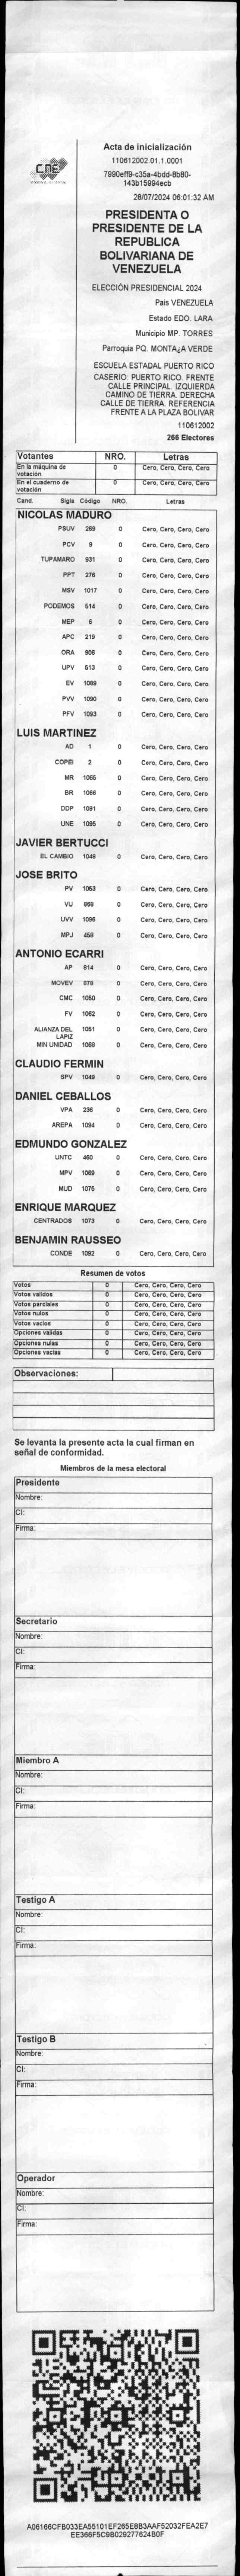 CNE
Acta de inicialización
110612002.01.1.0001
7990eff9-c35a-4bdd-8b80-
143b15994ecb
28/07/2024 06:01:32 AM
PRESIDENTA O
PRESIDENTE DE LA
REPUBLICA
BOLIVARIANA DE
VENEZUELA
ELECCIÓN PRESIDENCIAL 2024
Pais VENEZUELA
Estado EDO. LARA
Municipio MP. TORRES
Parroquia PQ. MONTA¿A VERDE
ESCUELA ESTADAL PUERTO RICO
CASERIO: PUERTO RICO. FRENTE
CALLE PRINCIPAL. IZQUIERDA
CAMINO DE TIERRA. DERECHA
CALLE DE TIERRA. REFERENCIA
FRENTE A LA PLAZA BOLIVAR
110612002
266 Electores
Votantes NRO. Letras
En la máquina de votación 0 Cero, Cero, Cero, Cero
En el cuaderno de votación 0 Cero, Cero, Cero, Cero
Cand. Sigla Código NRO. Letras
NICOLAS MADURO
PSUV 269 0 Cero, Cero, Cero, Cero
PCV 9 0 Cero, Cero, Cero, Cero
TUPAMARO 931 0 Cero, Cero, Cero, Cero
PPT 276 0 Cero, Cero, Cero, Cero
MSV 1017 0 Cero, Cero, Cero, Cero
PODEMOS 514 0 Cero, Cero, Cero, Cero
MEP 6 0 Cero, Cero, Cero, Cero
APC 219 0 Cero, Cero, Cero, Cero
ORA 906 0 Cero, Cero, Cero, Cero
UPV 513 0 Cero, Cero, Cero, Cero
EV 1089 0 Cero, Cero, Cero, Cero
PVV 1090 0 Cero, Cero, Cero, Cero
PFV 1093 0 Cero, Cero, Cero, Cero
LUIS MARTINEZ
AD 1 0 Cero, Cero, Cero, Cero
COPEI 2 0 Cero, Cero, Cero, Cero
MR 1065 0 Cero, Cero, Cero, Cero
BR 1066 0 Cero, Cero, Cero, Cero
DDP 1091 0 Cero, Cero, Cero, Cero
UNE 1095 0 Cero, Cero, Cero, Cero
JAVIER BERTUCCI
EL CAMBIO 1048 0 Cero, Cero, Cero, Cero
JOSE BRITO
PV 1053 0 Cero, Cero, Cero, Cero
VU 868 0 Cero, Cero, Cero, Cero
UVV 1096 0 Cero, Cero, Cero, Cero
MPJ 458 0 Cero, Cero, Cero, Cero
ANTONIO ECARRI
AP 814 0 Cero, Cero, Cero, Cero
MOVEV 879 0 Cero, Cero, Cero, Cero
CMC 1050 0 Cero, Cero, Cero, Cero
FV 1062 0 Cero, Cero, Cero, Cero
ALIANZA DEL LAPIZ 1051 0 Cero, Cero, Cero, Cero
MIN UNIDAD 1068 0 Cero, Cero, Cero, Cero
CLAUDIO FERMIN
SPV 1049 0 Cero, Cero, Cero, Cero
DANIEL CEBALLOS
VPA 236 0 Cero, Cero, Cero, Cero
AREPA 1094 0 Cero, Cero, Cero, Cero
EDMUNDO GONZALEZ
UNTC 460 0 Cero, Cero, Cero, Cero
MPV 1069 0 Cero, Cero, Cero, Cero
MUD 1075 0 Cero, Cero, Cero, Cero
ENRIQUE MARQUEZ
CENTRADOS 1073 0 Cero, Cero, Cero, Cero
BENJAMIN RAUSSEO
CONDE 1092 0 Cero, Cero, Cero, Cero
Resumen de votos
Votos 0 Cero, Cero, Cero, Cero
Votos validos 0 Cero, Cero, Cero, Cero
Votos parciales 0 Cero, Cero, Cero, Cero
Votos nulos 0 Cero, Cero, Cero, Cero
Votos vacios 0 Cero, Cero, Cero, Cero
Opciones validas 0 Cero, Cero, Cero, Cero
Opciones nulas 0 Cero, Cero, Cero, Cero
Opciones vacias 0 Cero, Cero, Cero, Cero
Observaciones:
Se levanta la presente acta la cual firman en
señal de conformidad.
Miembros de la mesa electoral
Presidente
Nombre:
CI:
Firma:
Secretario
Nombre:
CI:
Firma:
Miembro A
Nombre:
CI:
Firma:
Testigo A
Nombre:
CI:
Firma:
Testigo B
Nombre:
CI:
Firma:
Operador
Nombre:
CI:
Firma:
A06166CFB033EA55101EF265E8B3AAF52032FEA2E7
EE366F5C9B029277624B0F